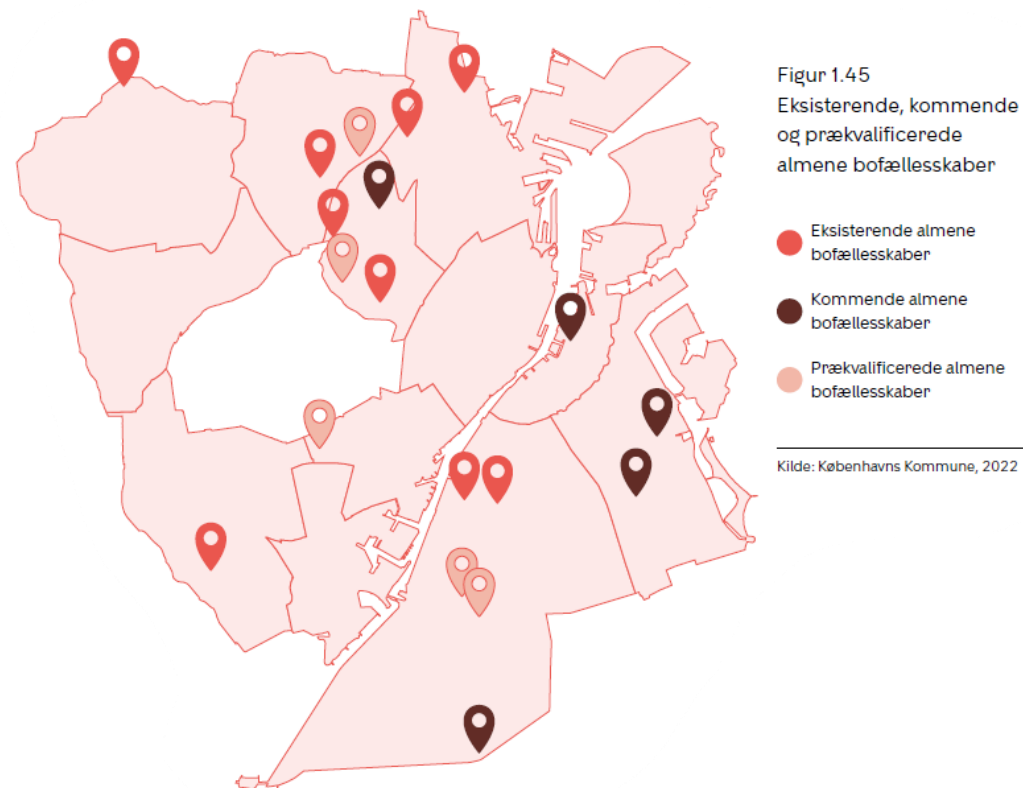 Figur 1.45
Eksisterende, kommende
og prækvalificerede
almene bofællesskaber
Eksisterende almene
bofællesskaber
Kommende almene
bofællesskaber
Prækvalificerede almene
bofællesskaber
Kilde: Københavns Kommune, 2022